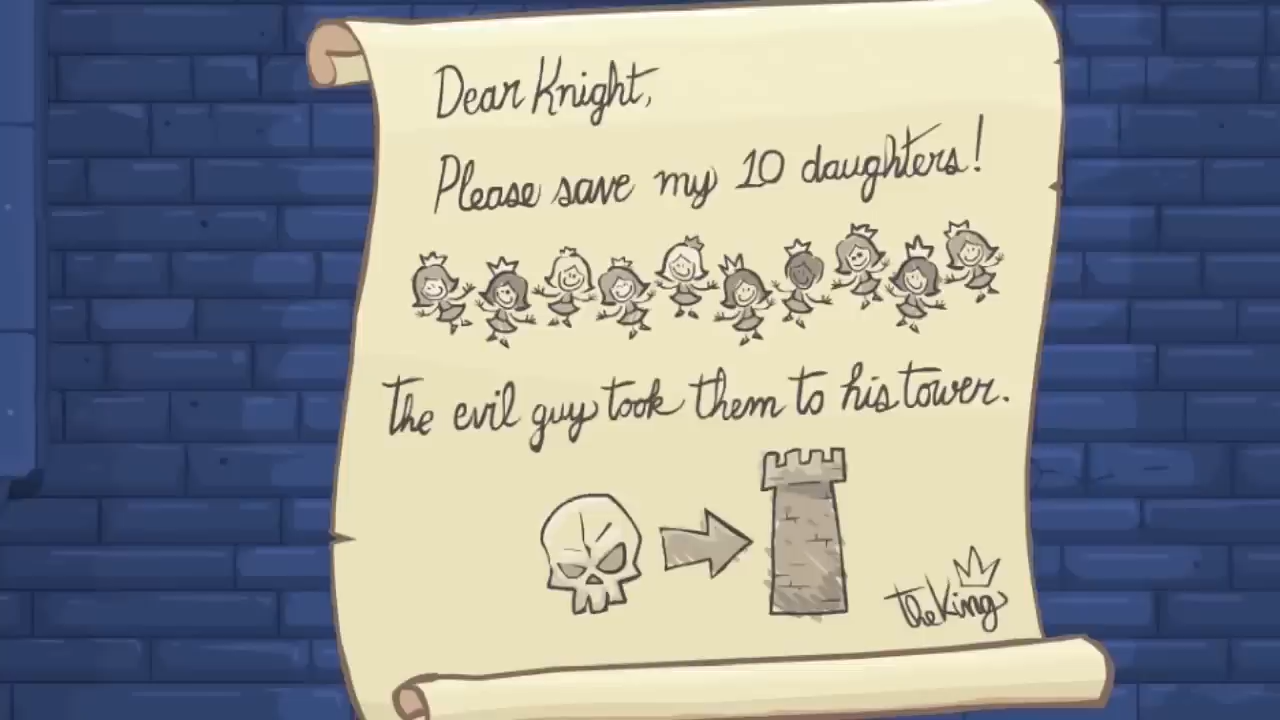 Dear Knight,
Please save my 10 daughters!
The evil guy took them to his tower.
the King